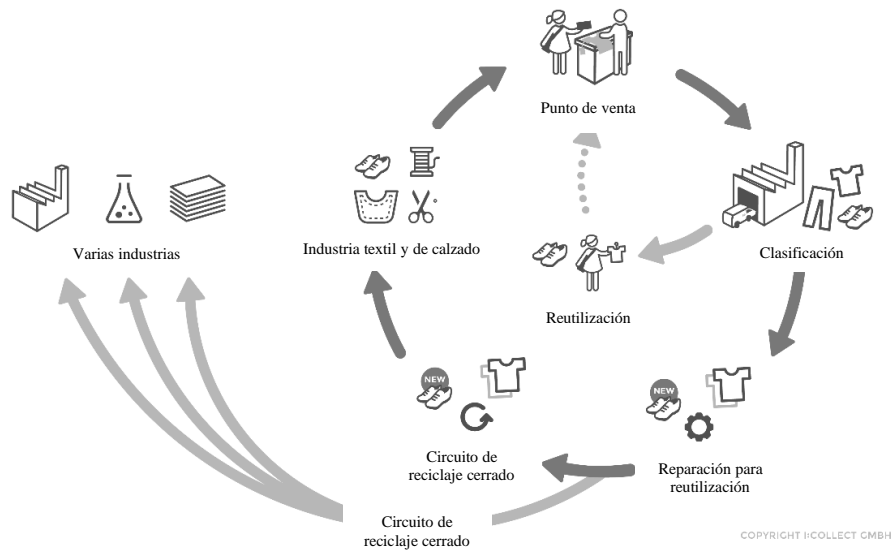 Punto de venta
Varias industrias
Industria textil y de calzado
Clasificación
Reutilización
NEW
NEW
Circuito de
reciclaje cerrado
Reparación para
reutilización
Circuito de
reciclaje cerrado
COPYRIGHT I:COLLECT GMBH